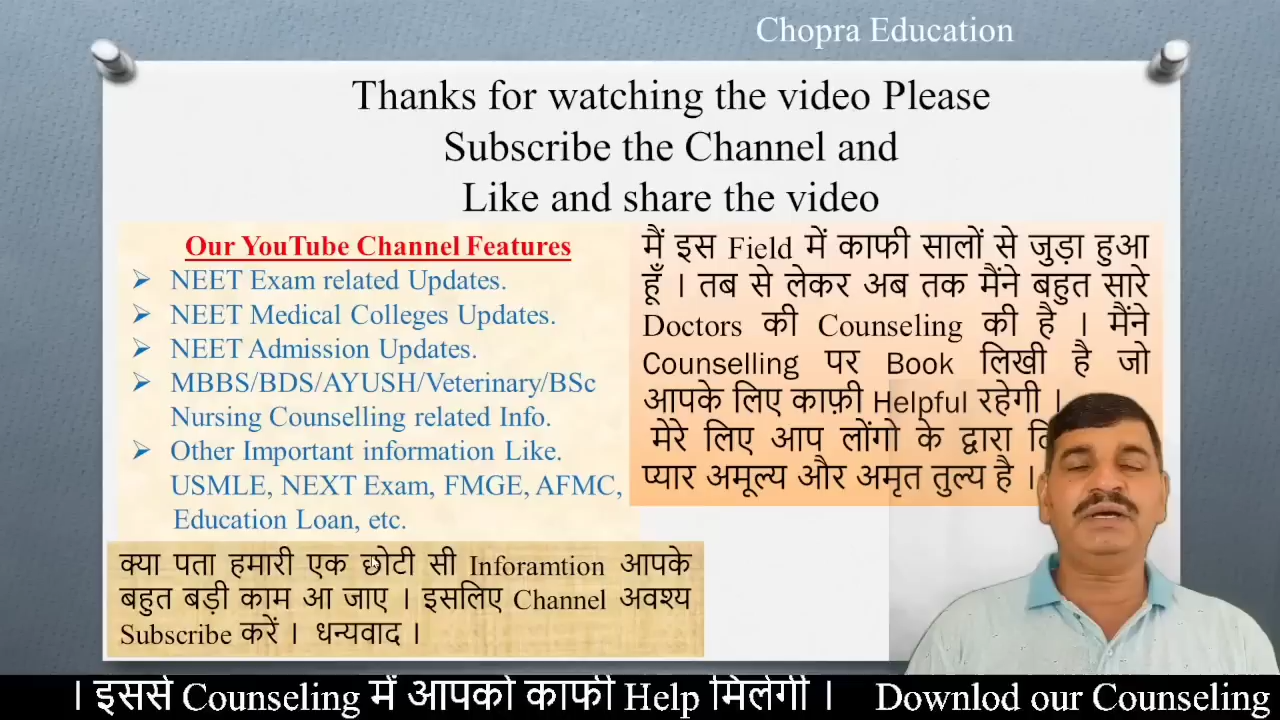 Chopra Education
Thanks for watching the video Please
Subscribe the Channel and
Like and share the video
Our YouTube Channel Features
NEET Exam related Updates.
NEET Medical Colleges Updates.
NEET Admission Updates.
MBBS/BDS/AYUSH/Veterinary/BSc
Nursing Counselling related Info.
Other Important information Like.
USMLE, NEXT Exam, FMGE, AFMC,
Education Loan, etc.
मैं इस Field में काफी सालों से जुड़ा हुआ
हूँ । तब से लेकर अब तक मैंने बहुत सारे
Doctors की Counseling की है । मैंने
Counselling पर Book लिखी है जो
आपके लिए काफ़ी Helpful रहेगी ।
मेरे लिए आप लोंगो के द्वारा
प्यार अमूल्य और अमृत तुल्य है ।
क्या पता हमारी एक छोटी सी Inforamtion आपके
बहुत बड़ी काम आ जाए । इसलिए Channel अवश्य
Subscribe करें । धन्यवाद ।
। इससे Counseling में आपको काफी Help मिलेगी । Downlod our Counseling